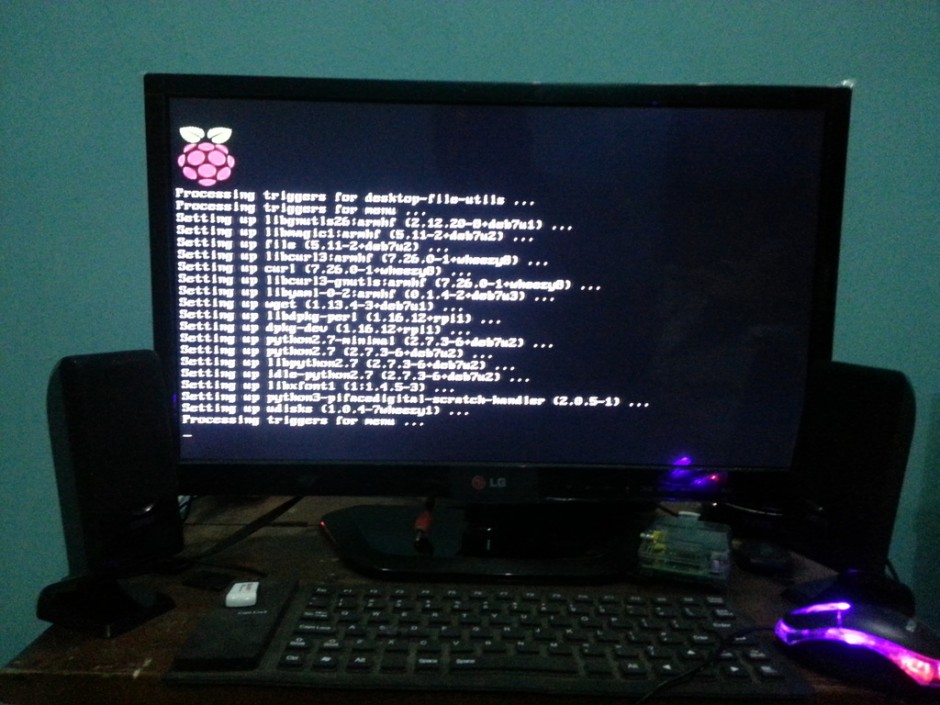 Processing triggers for desktop-file-utils ...
Processing triggers for menu ...
Setting up libgnutls26:armhf (2.12.20-8+deb7u1) ...
Setting up libmagic1:armhf (5.11-2+deb7u2) ...
Setting up file (5.11-2+deb7u2) ...
Setting up libcurl3:armhf (7.26.0-1+wheezy8) ...
Setting up curl (7.26.0-1+wheezy8) ...
Setting up libcurl3-gnutls:armhf (7.26.0-1+wheezy8) ...
Setting up libyaml-0-2:armhf (0.1.4-2+deb7u3) ...
Setting up wget (1.13.4-3+deb7u1) ...
Setting up libdpkg-perl (1.16.12+rpi1) ...
Setting up dpkg-dev (1.16.12+rpi1) ...
Setting up python2.7-minimal (2.7.3-6+deb7u2) ...
Setting up python2.7 (2.7.3-6+deb7u2) ...
Setting up libpython2.7 (2.7.3-6+deb7u2) ...
Setting up idle-python2.7 (2.7.3-6+deb7u2) ...
Setting up libxfont1 (1:1.4.5-3) ...
Setting up python3-pifacedigital-scratch-handler (2.0.5-1) ...
Setting up udisks (1.0.4-7wheezy1) ...
Processing triggers for menu ...
_
LG